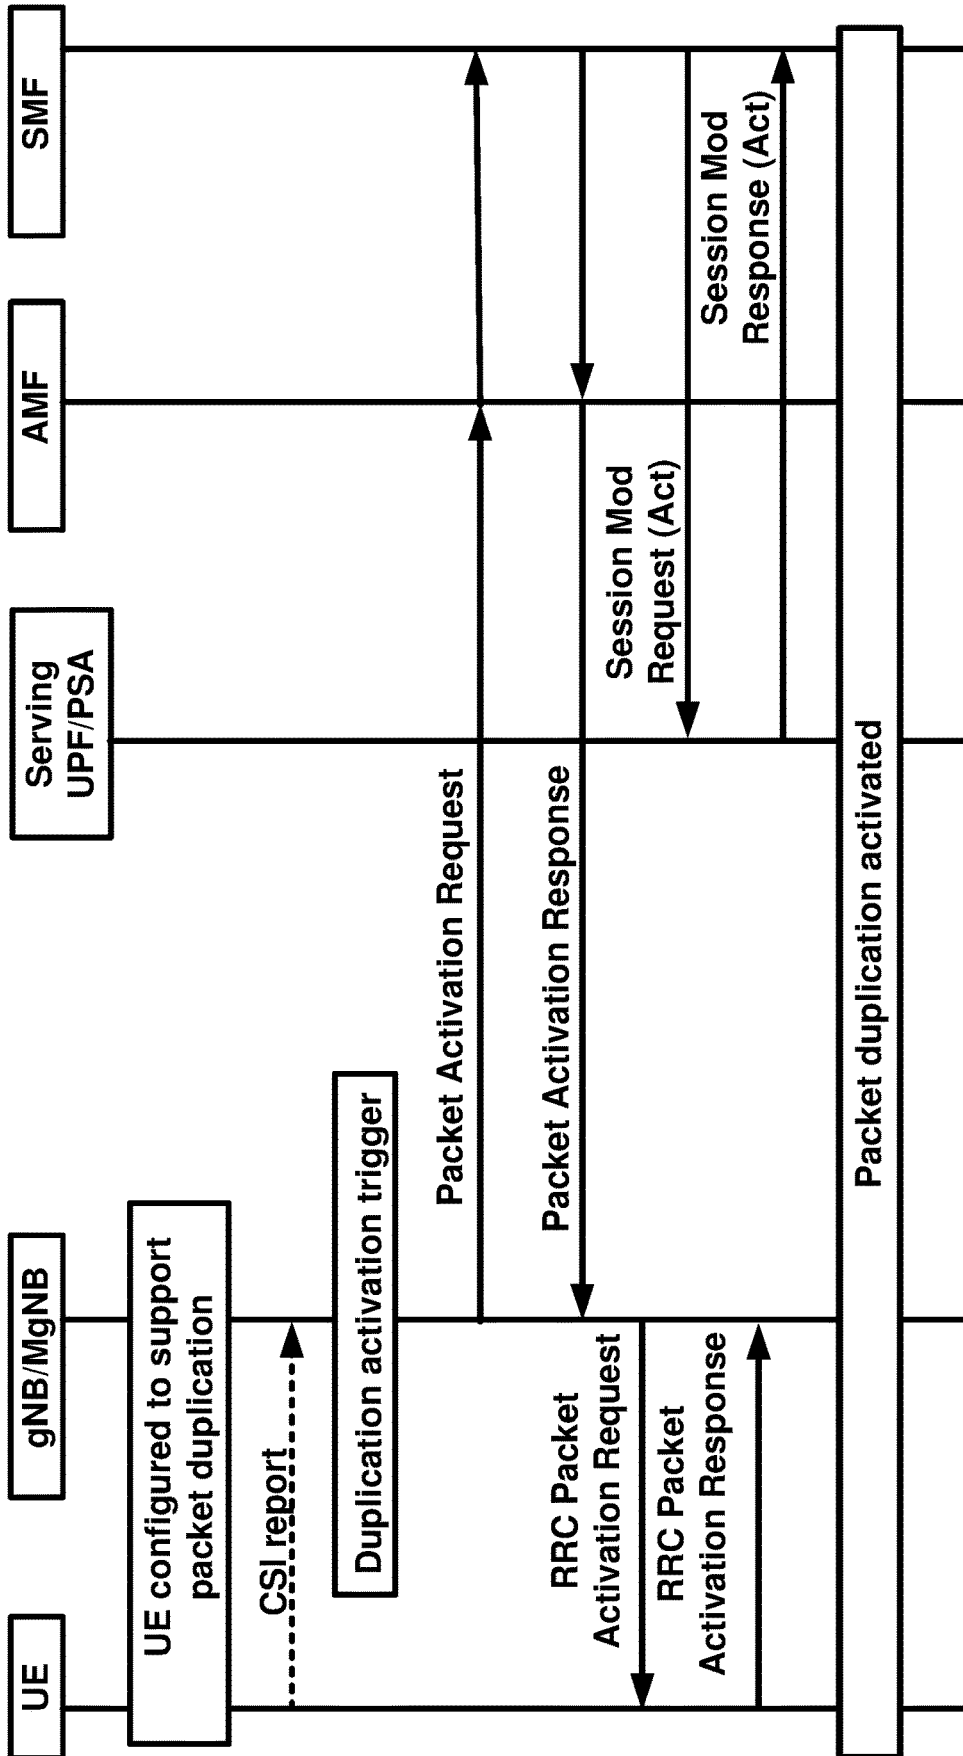 UE
gNB/MgNB
Serving
UPF/PSA
AMF
SMF
UE configured to support
packet duplication
CSI report
Duplication activation trigger
Packet Activation Request
Packet Activation Response
RRC Packet
Activation Request
Session Mod
Request (Act)
RRC Packet
Activation Response
Session Mod
Response (Act)
Packet duplication activated